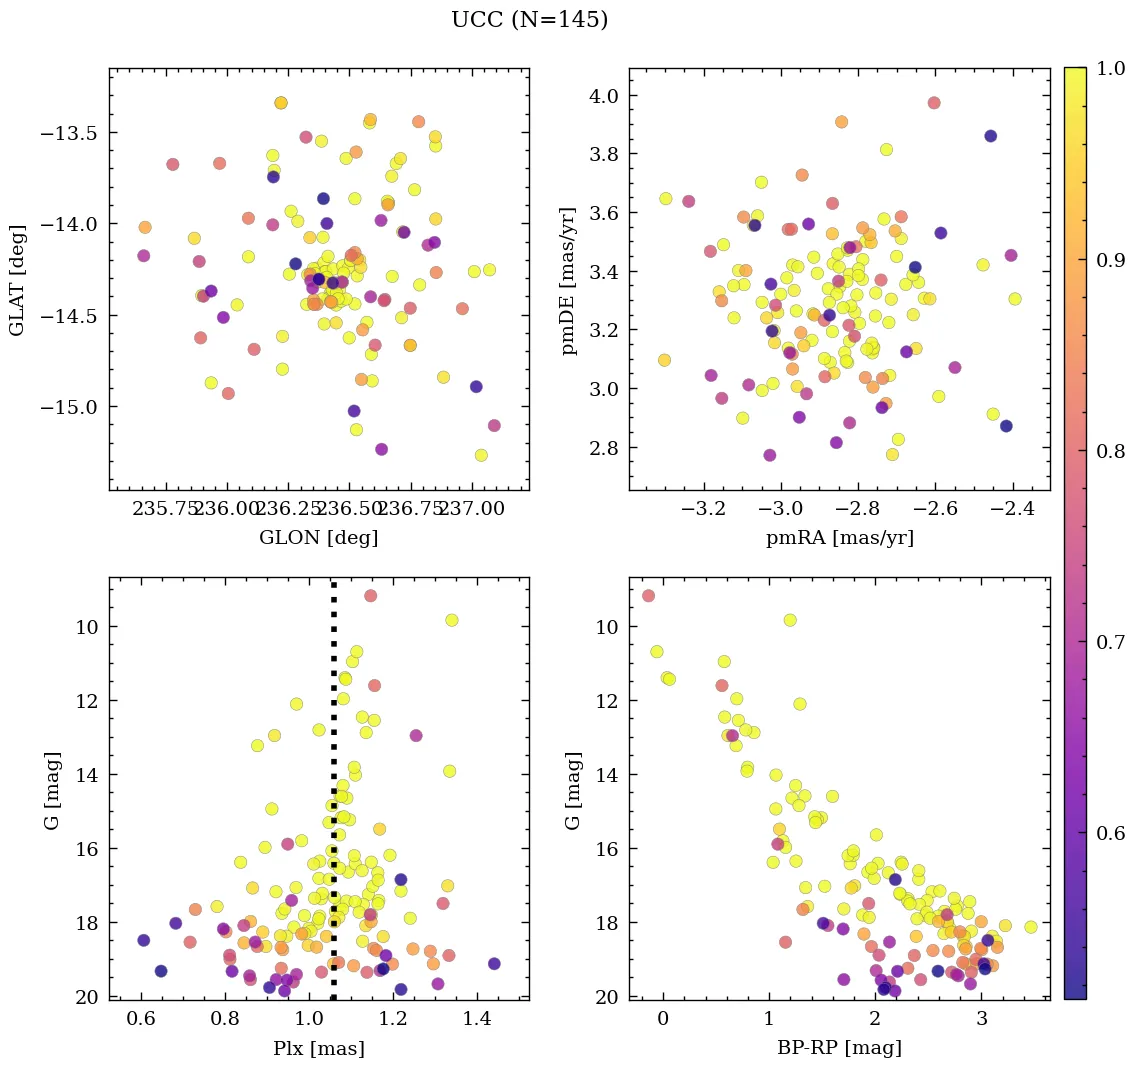 UCC (N=145)
−13.5
−14.0
−14.5
−15.0
GLAT [deg]
235.75 236.00 236.25 236.50 236.75 237.00
GLON [deg]
4.0
3.8
3.6
3.4
3.2
3.0
2.8
pmDE [mas/yr]
−3.2 −3.0 −2.8 −2.6 −2.4
pmRA [mas/yr]
10
12
14
16
18
20
G [mag]
0.6 0.8 1.0 1.2 1.4
Plx [mas]
10
12
14
16
18
20
G [mag]
0 1 2 3
BP-RP [mag]
1.0
0.9
0.8
0.7
0.6